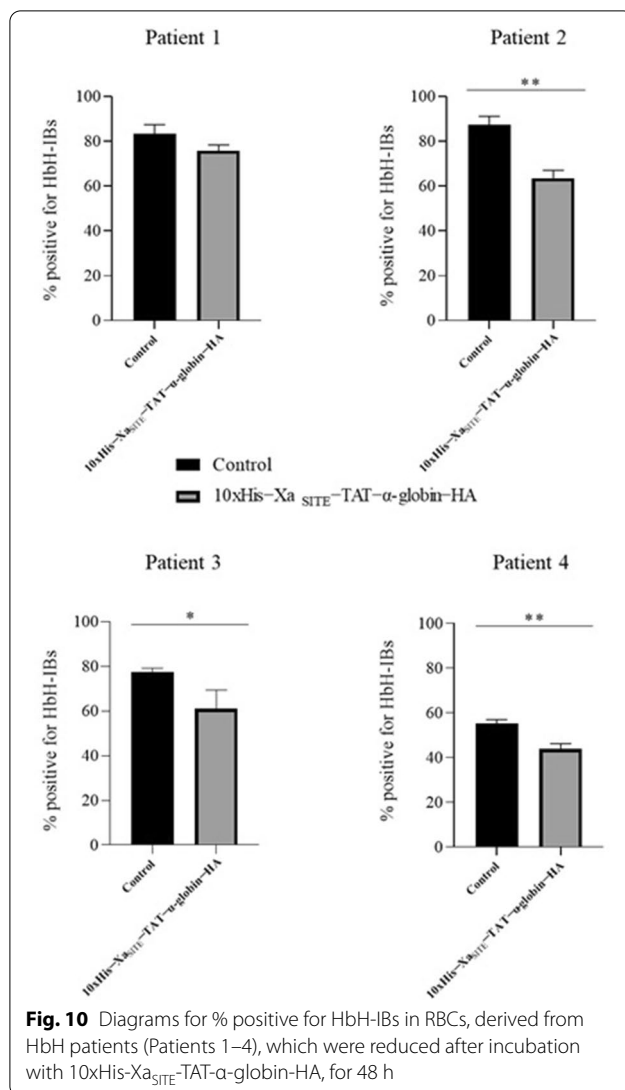 Patient 1
Patient 2
% positive for HbH-IBs
100
80
60
40
20
0
Control
10xHis–XaSITE–TAT–α-globin–HA
% positive for HbH-IBs
**
100
80
60
40
20
0
Control
10xHis–XaSITE–TAT–α-globin–HA
Control
10xHis–Xa SITE–TAT–α-globin–HA
Patient 3
Patient 4
% positive for HbH-IBs
*
100
80
60
40
20
0
Control
10xHis–XaSITE–TAT–α-globin–HA
% positive for HbH-IBs
**
100
80
60
40
20
0
Control
10xHis–XaSITE–TAT–α-globin–HA
Fig. 10 Diagrams for % positive for HbH-IBs in RBCs, derived from
HbH patients (Patients 1–4), which were reduced after incubation
with 10xHis-XaSITE-TAT-α-globin-HA, for 48 h